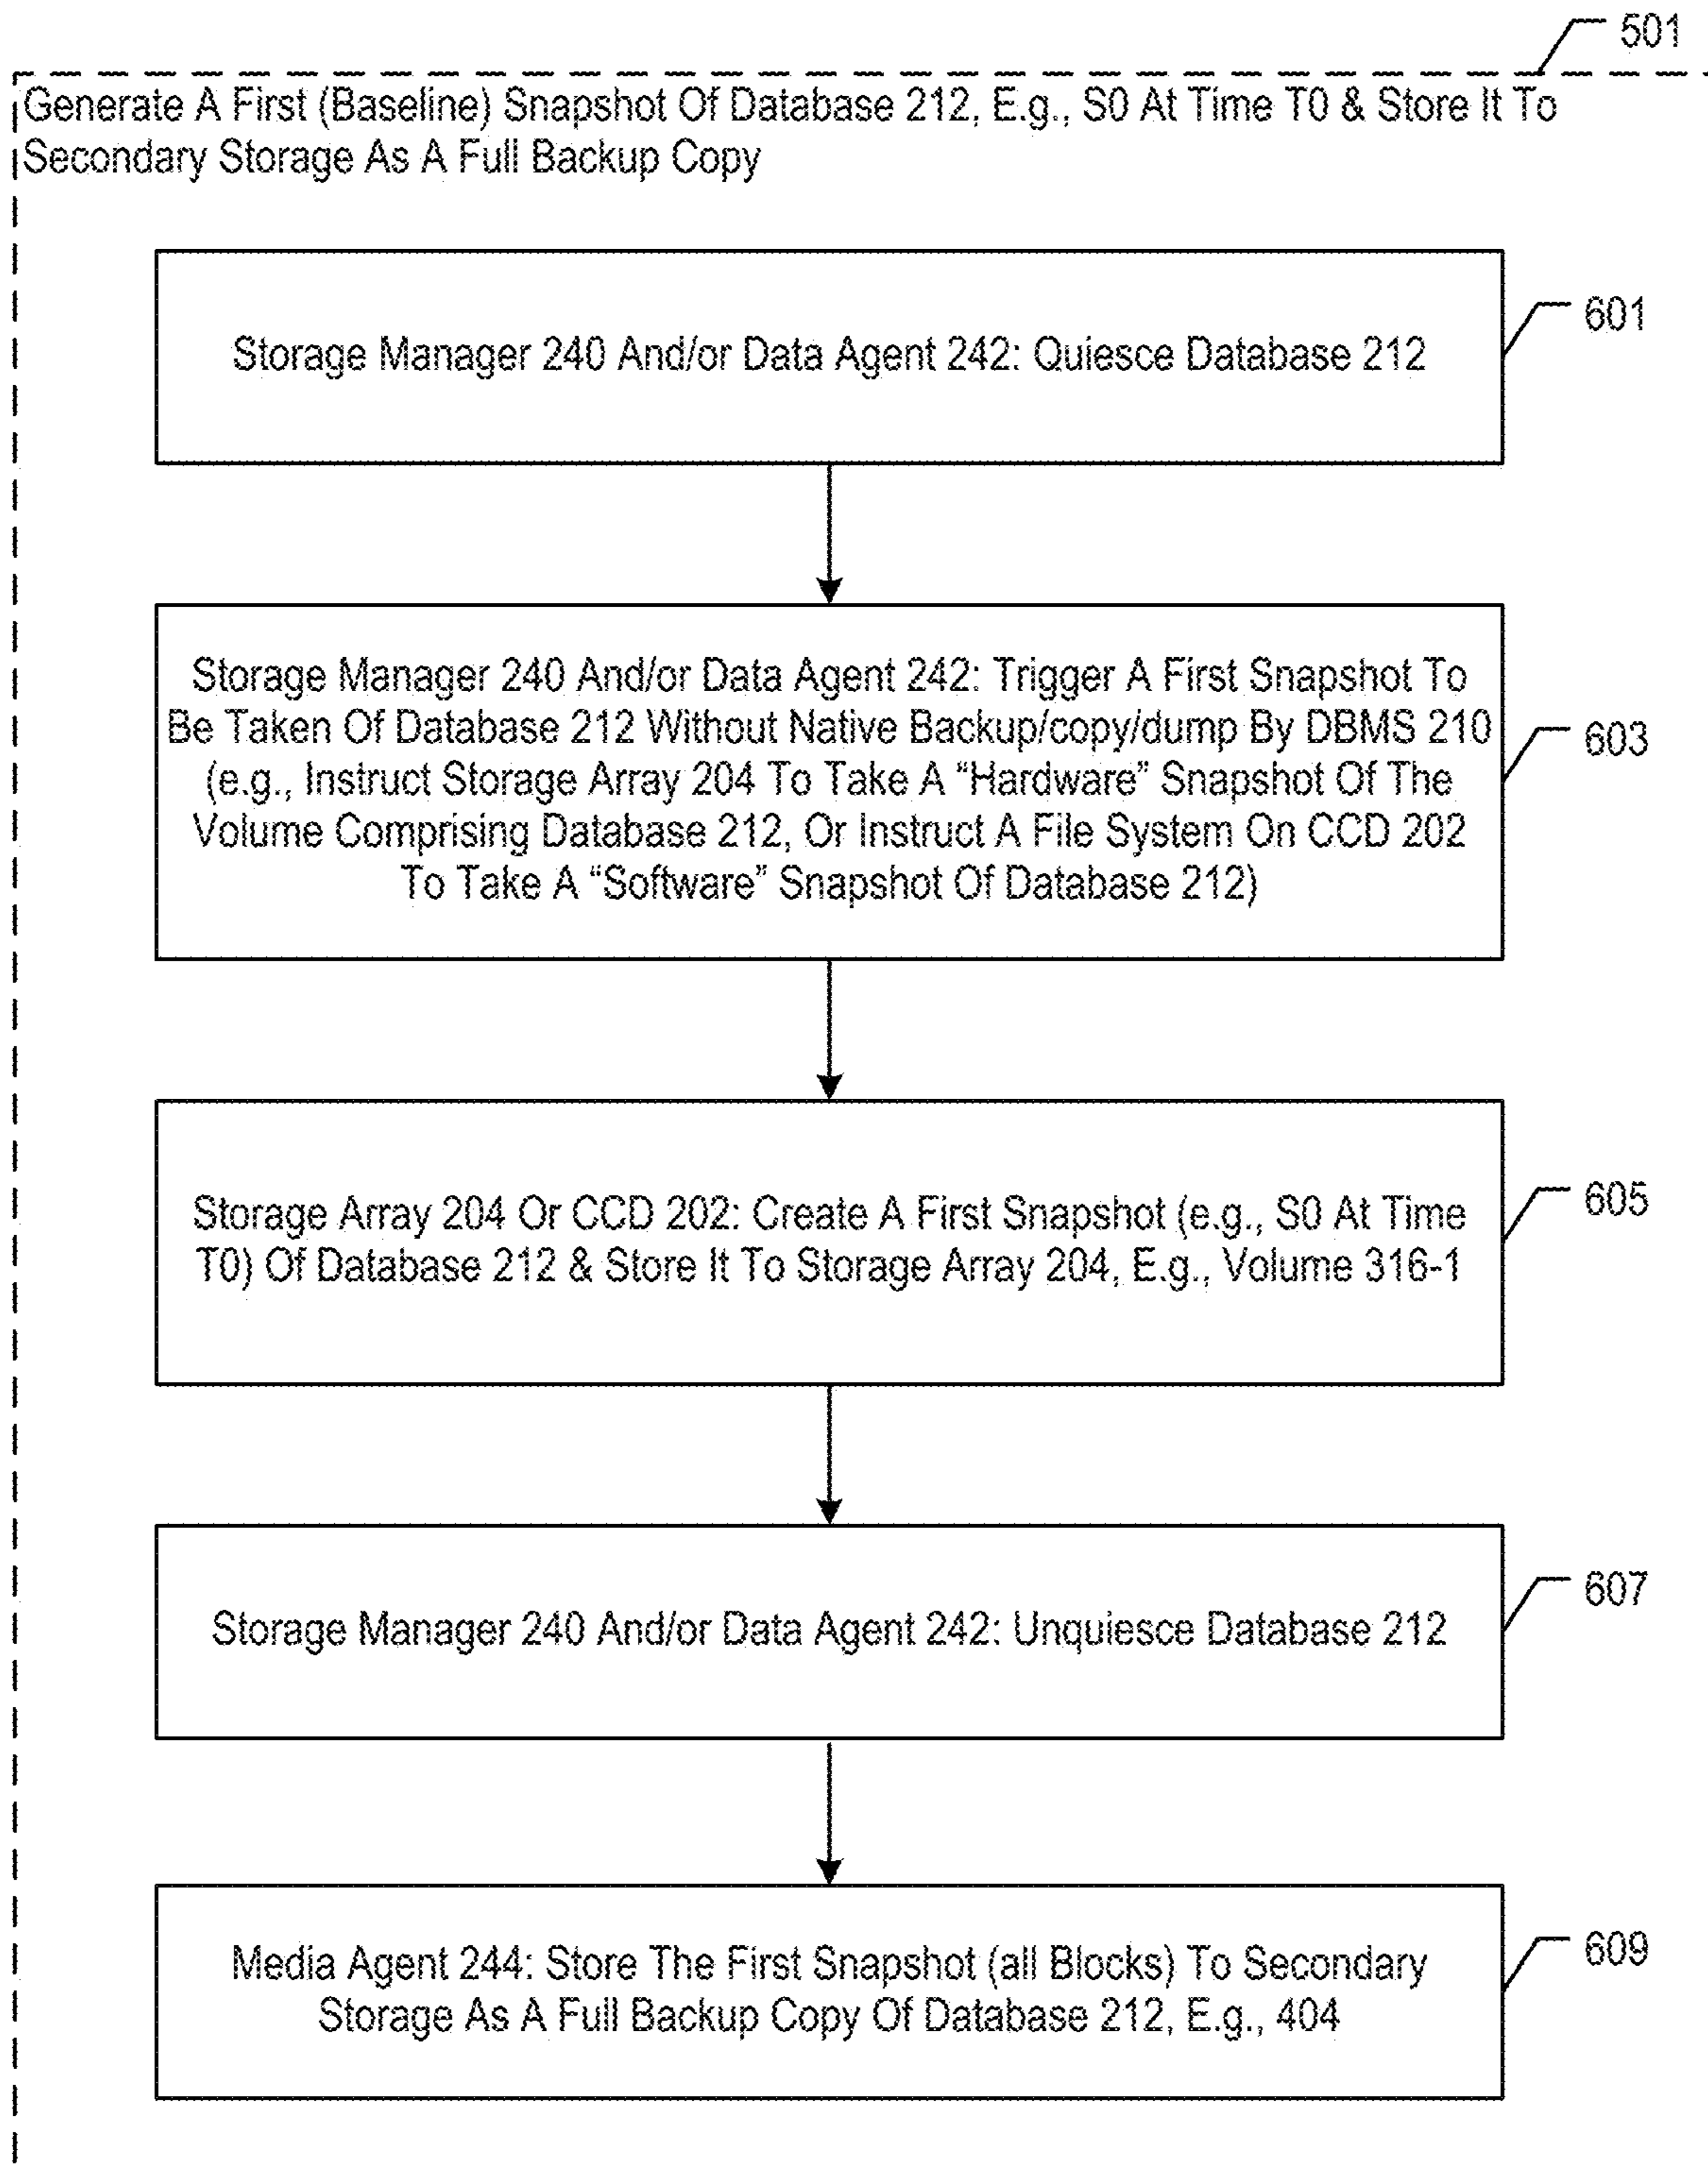 501
Generate A First (Baseline) Snapshot Of Database 212, E.g., S0 At Time T0 & Store It To
Secondary Storage As A Full Backup Copy
Storage Manager 240 And/or Data Agent 242: Quiesce Database 212
601
Storage Manager 240 And/or Data Agent 242: Trigger A First Snapshot To
Be Taken Of Database 212 Without Native Backup/copy/dump By DBMS 210
(e.g., Instruct Storage Array 204 To Take A “Hardware” Snapshot Of The
Volume Comprising Database 212, Or Instruct A File System On CCD 202
To Take A “Software” Snapshot Of Database 212)
603
Storage Array 204 Or CCD 202: Create A First Snapshot (e.g., S0 At Time
T0) Of Database 212 & Store It To Storage Array 204, E.g., Volume 316-1
605
Storage Manager 240 And/or Data Agent 242: Unquiesce Database 212
607
Media Agent 244: Store The First Snapshot (all Blocks) To Secondary
Storage As A Full Backup Copy Of Database 212, E.g., 404
609